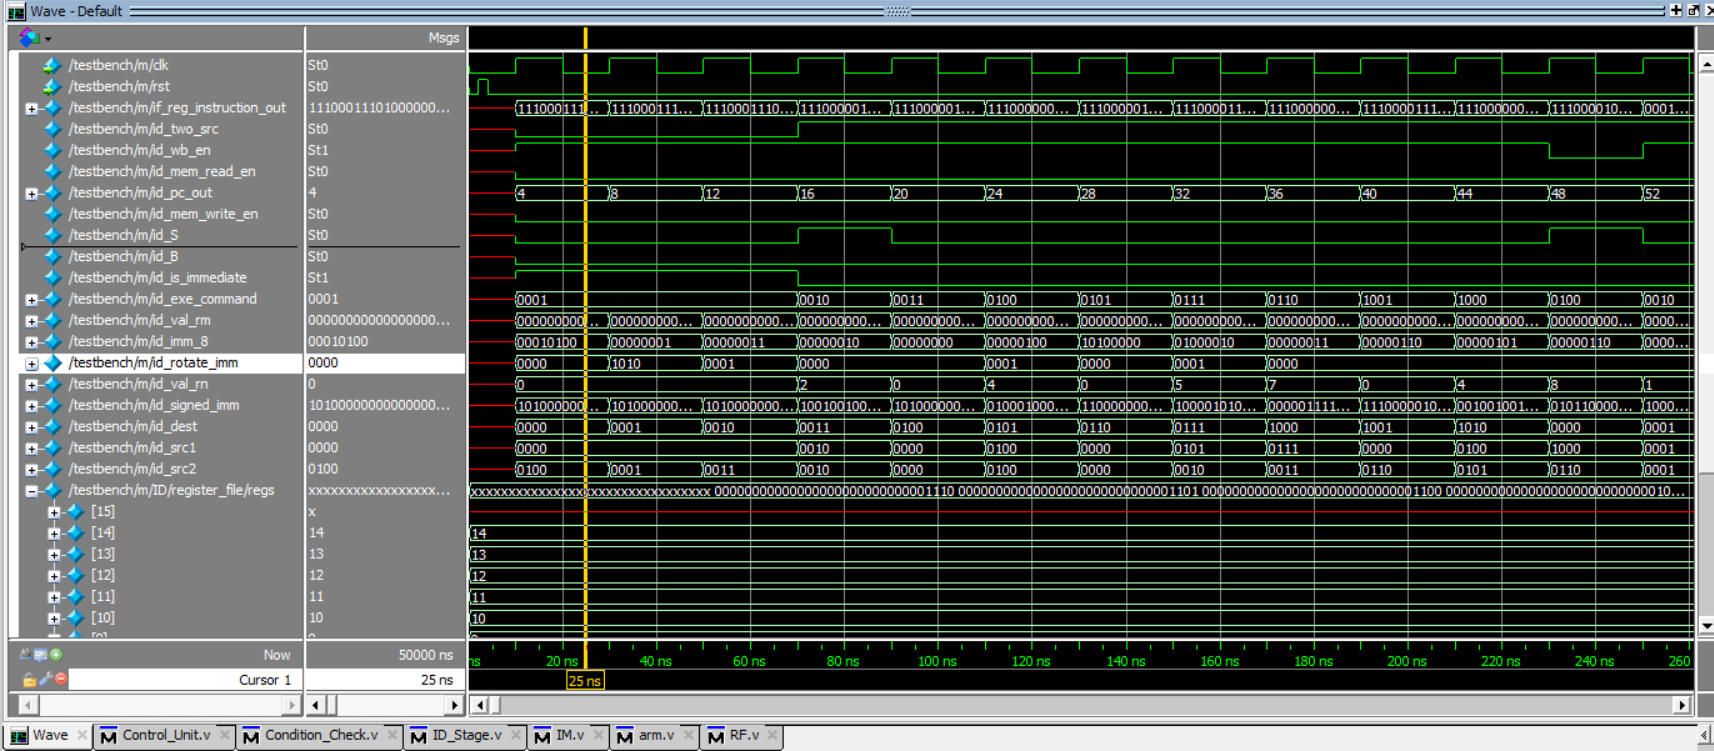 Wave - Default
Msgs
/testbench/m/clk St0
/testbench/m/rst St0
/testbench/m/if_reg_instruction_out 11100011101000000... 111000111... 111000111... 1110001110... 111000001... 111000001... 111000000... 111000001... 11100011... 111000000... 1110000111... 111000000... 111000010... 0001...
/testbench/m/id_two_src St0
/testbench/m/id_wb_en St1
/testbench/m/id_mem_read_en St0
/testbench/m/id_pc_out 4 4 8 12 16 20 24 28 32 36 40 44 48 52
/testbench/m/id_mem_write_en St0
/testbench/m/id_S St0
/testbench/m/id_B St0
/testbench/m/id_is_immediate St1
/testbench/m/id_exe_command 0001 0001 0010 0011 0100 0101 0111 0110 1001 1000 0100 0010
/testbench/m/id_val_rm 00000000000000000... 000000000... 000000000... 0000000000... 000000000... 000000000... 000000000... 000000000... 000000000... 000000000... 0000000000... 000000000... 000000000... 0000...
/testbench/m/id_imm_8 00010100 00010100 00000001 00000011 00000010 00000000 00000100 10100000 01000010 00000011 00000110 00000101 00000110 0000...
/testbench/m/id_rotate_imm 0000 0000 1010 0001 0000 0001 0000 0001 0000
/testbench/m/id_val_rn 0 0 2 0 4 0 5 7 0 4 8 1
/testbench/m/id_signed_imm 10100000000000000... 101000000... 101000000... 1010000000... 100100100... 101000000... 010001000... 110000000... 100001010... 000001111... 1110000010... 001001001... 010110000... 1000...
/testbench/m/id_dest 0000 0000 0001 0010 0011 0100 0101 0110 0111 1000 1001 1010 0000 0001
/testbench/m/id_src1 0000 0000 0010 0000 0100 0000 0101 0111 0000 0100 1000 0001
/testbench/m/id_src2 0100 0100 0001 0011 0010 0000 0100 0000 0010 0011 0110 0101 0110 0001
/testbench/m/ID/register_file/regs xxxxxxxxxxxxxxxxx... xxxxxxxxxxxxxxxxxxxxxxxxxxxxxxxx 00000000000000000000000000001110 00000000000000000000000000001101 00000000000000000000000000001100 000000000000000000000000000010...
[15] x
[14] 14 14
[13] 13 13
[12] 12 12
[11] 11 11
[10] 10 10
Now 50000 ns ns 20 ns 40 ns 60 ns 80 ns 100 ns 120 ns 140 ns 160 ns 180 ns 200 ns 220 ns 240 ns 260
Cursor 1 25 ns 25 ns
Wave Control_Unit.v Condition_Check.v ID_Stage.v IM.v arm.v RF.v